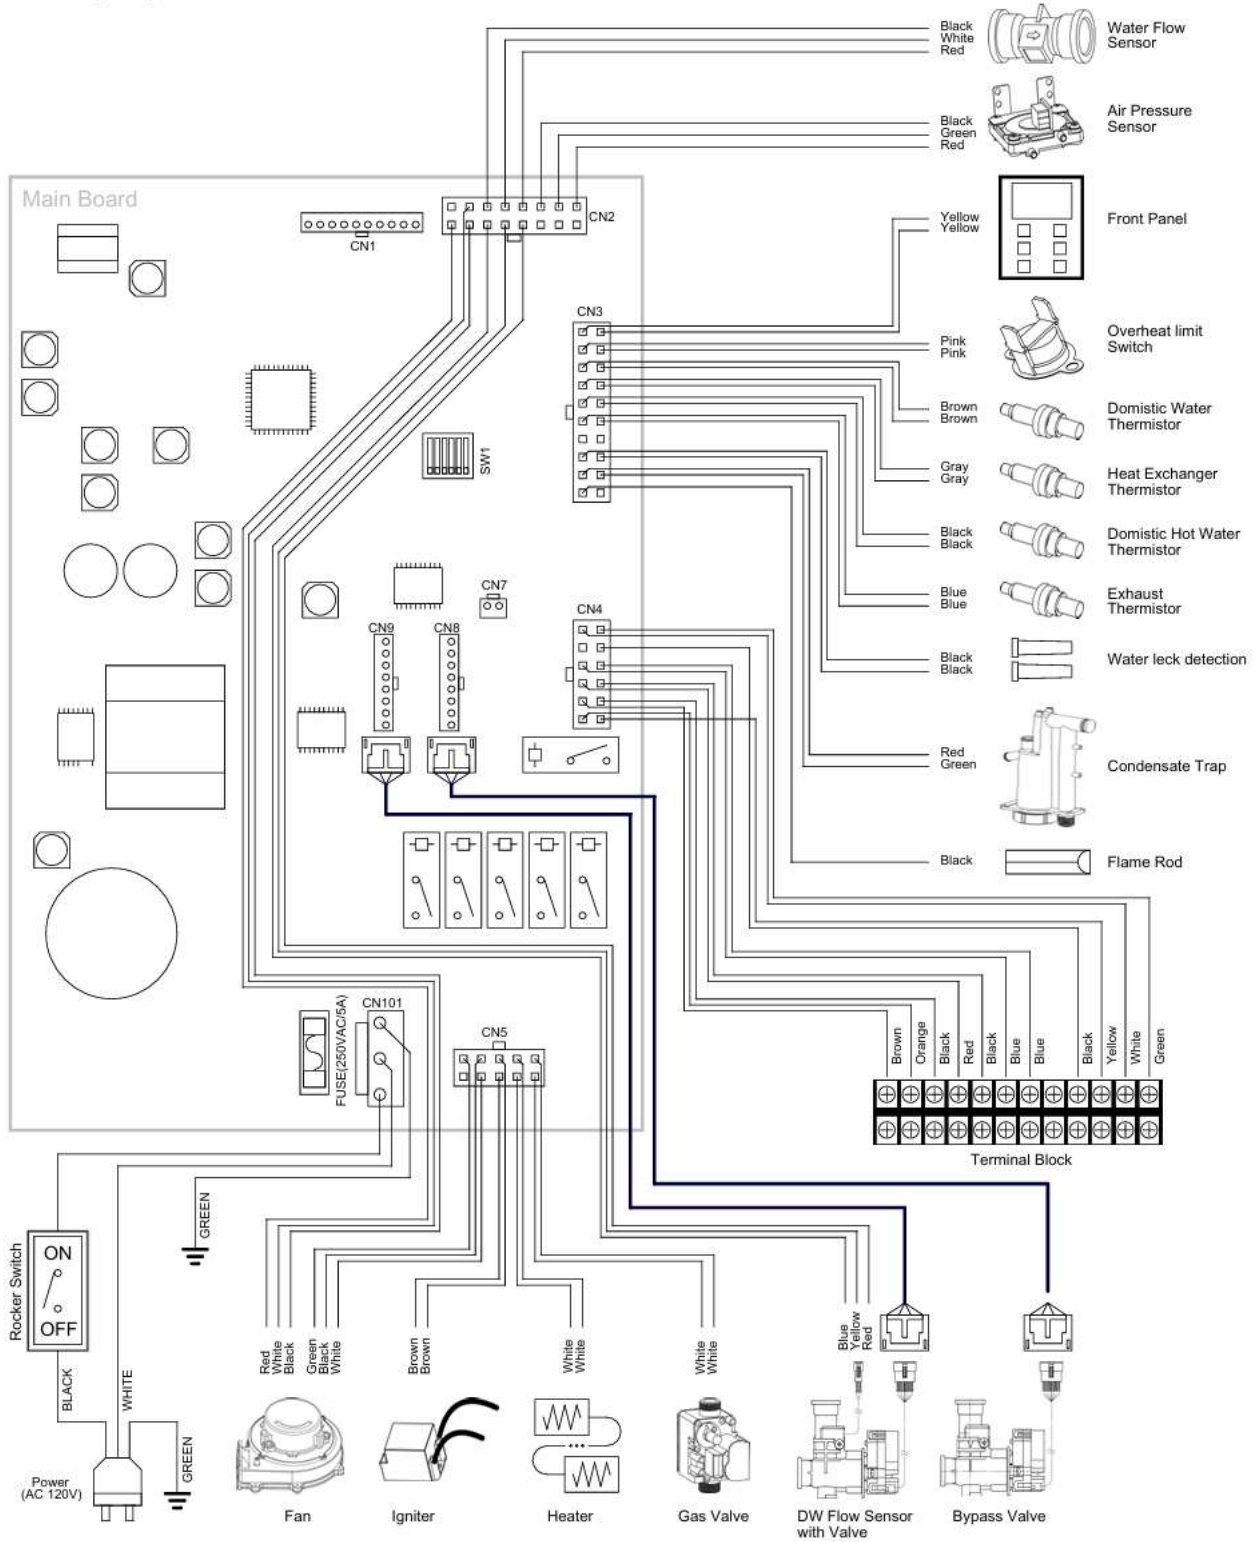 Black
White
Red
Water Flow
Sensor
Black
Green
Red
Air Pressure
Sensor
Main Board
CN1
CN2
Yellow
Yellow
Front Panel
CN3
Pink
Pink
Overheat limit
Switch
Brown
Brown
Domistic Water
Thermistor
SW1
Gray
Gray
Heat Exchanger
Thermistor
Black
Black
Domistic Hot Water
Thermistor
CN7
Blue
Blue
Exhaust
Thermistor
CN9
CN8
CN4
Black
Black
Water leck detection
Red
Green
Condensate Trap
Black
Flame Rod
FUSE(250VAC/5A)
CN101
CN5
Brown
Orange
Black
Red
Black
Blue
Blue
Black
Yellow
White
Green
Terminal Block
GREEN
Rocker Switch
ON
OFF
BLACK
WHITE
GREEN
Power
(AC 120V)
Red
White
Black
Green
Black
White
Brown
Brown
White
White
White
White
Blue
Yellow
Red
Fan
Igniter
Heater
Gas Valve
DW Flow Sensor
with Valve
Bypass Valve